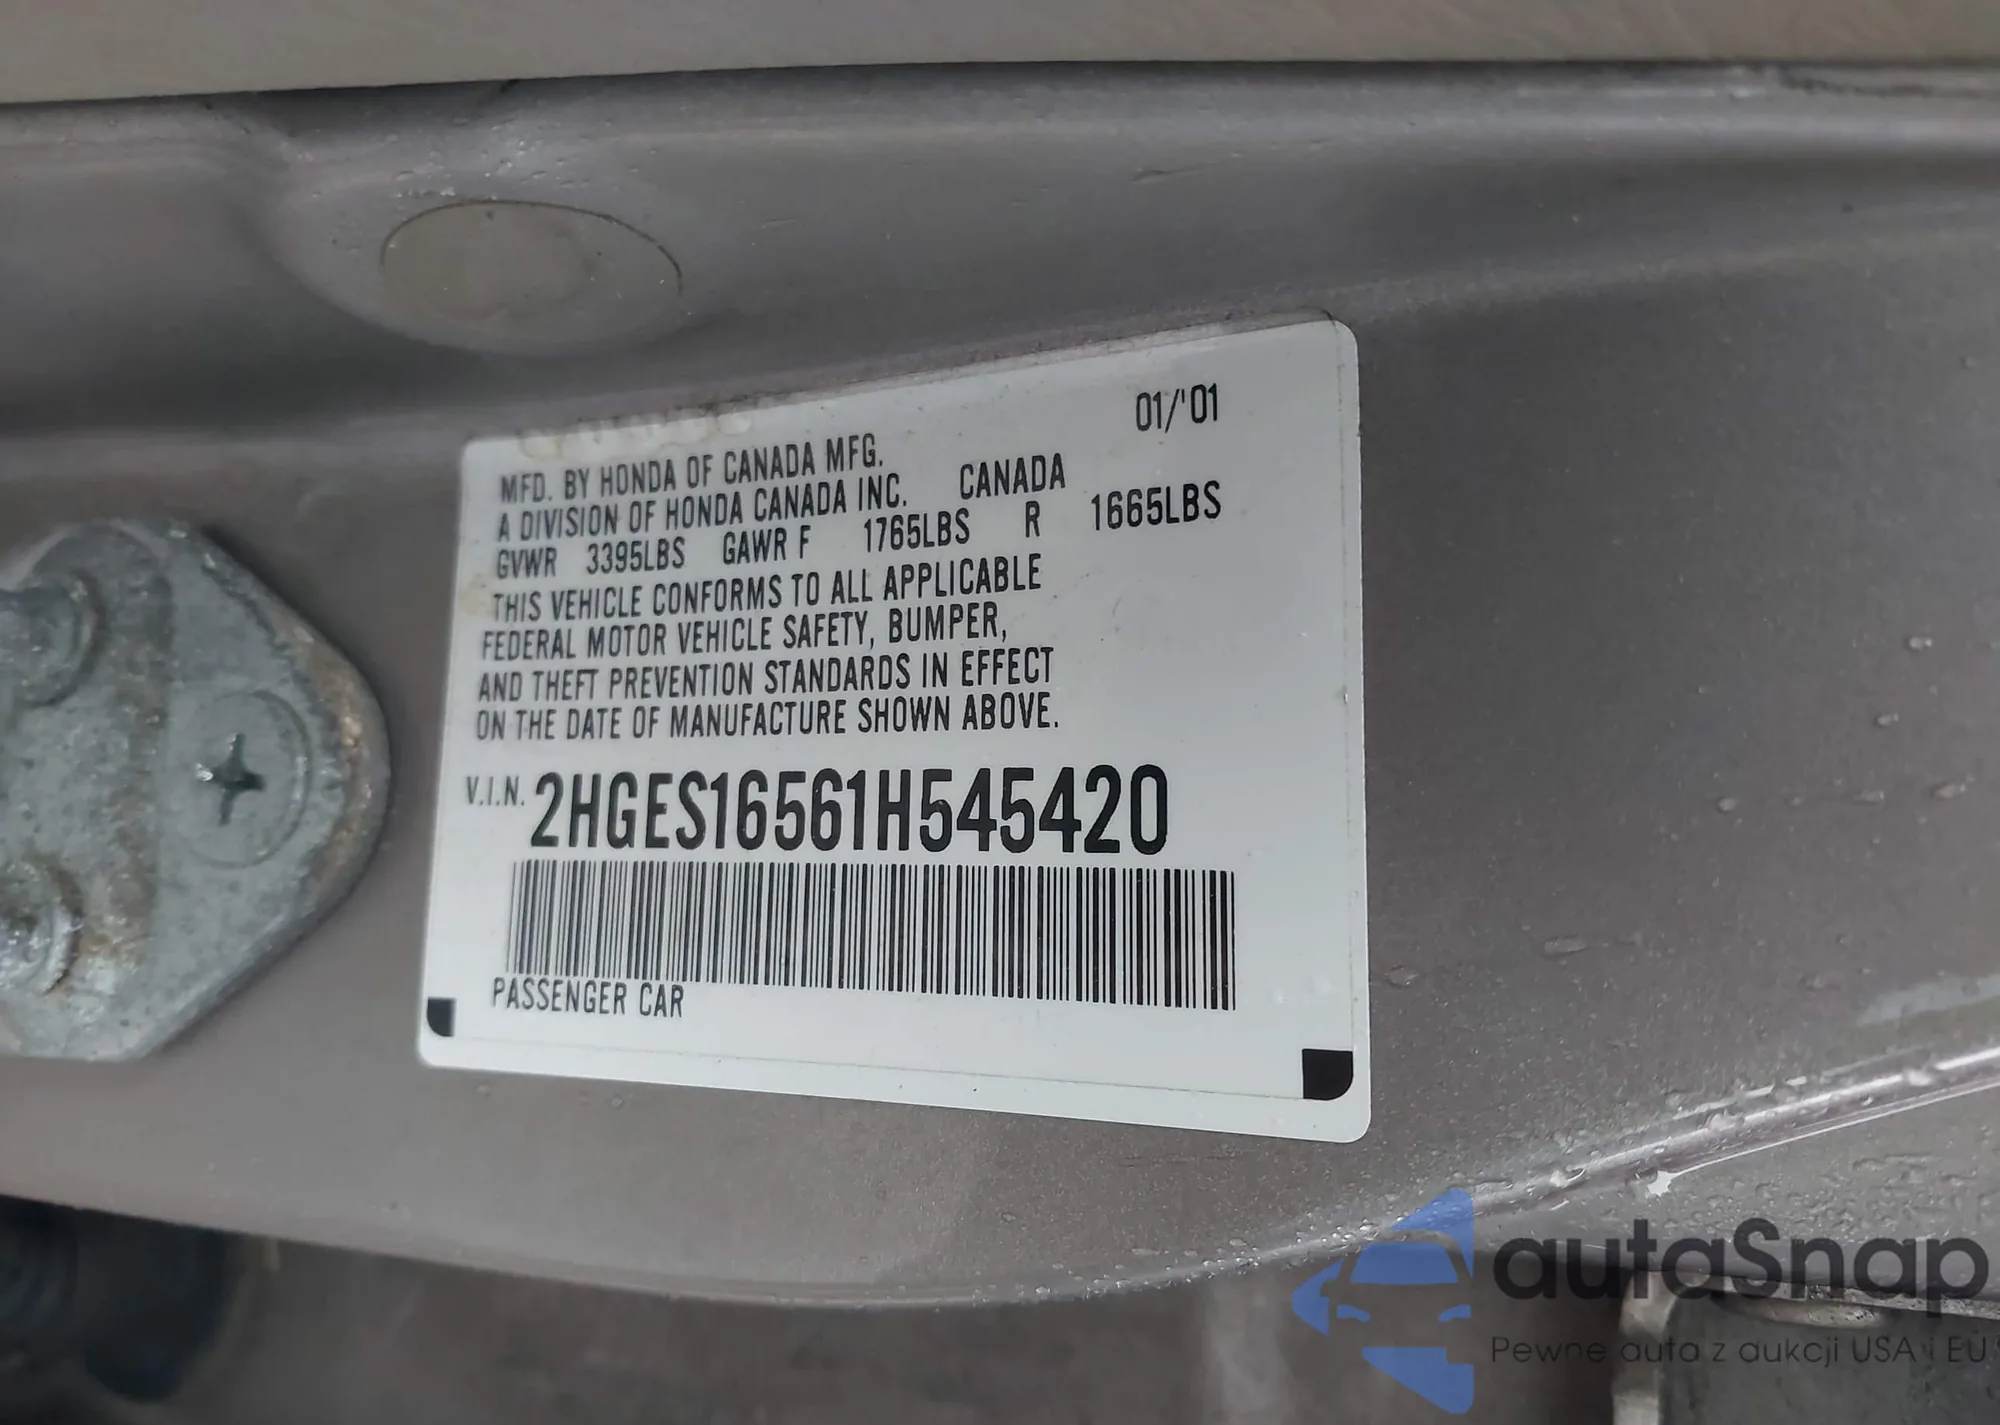 01/'01
MFD. BY HONDA OF CANADA MFG.
A DIVISION OF HONDA CANADA INC. CANADA
GVWR 3395LBS GAWR F 1765LBS R 1665LBS
THIS VEHICLE CONFORMS TO ALL APPLICABLE
FEDERAL MOTOR VEHICLE SAFETY, BUMPER,
AND THEFT PREVENTION STANDARDS IN EFFECT
ON THE DATE OF MANUFACTURE SHOWN ABOVE.
V.I.N. 2HGES16561H545420
PASSENGER CAR
autaSnap
Pewne auta z aukcji USA i EU